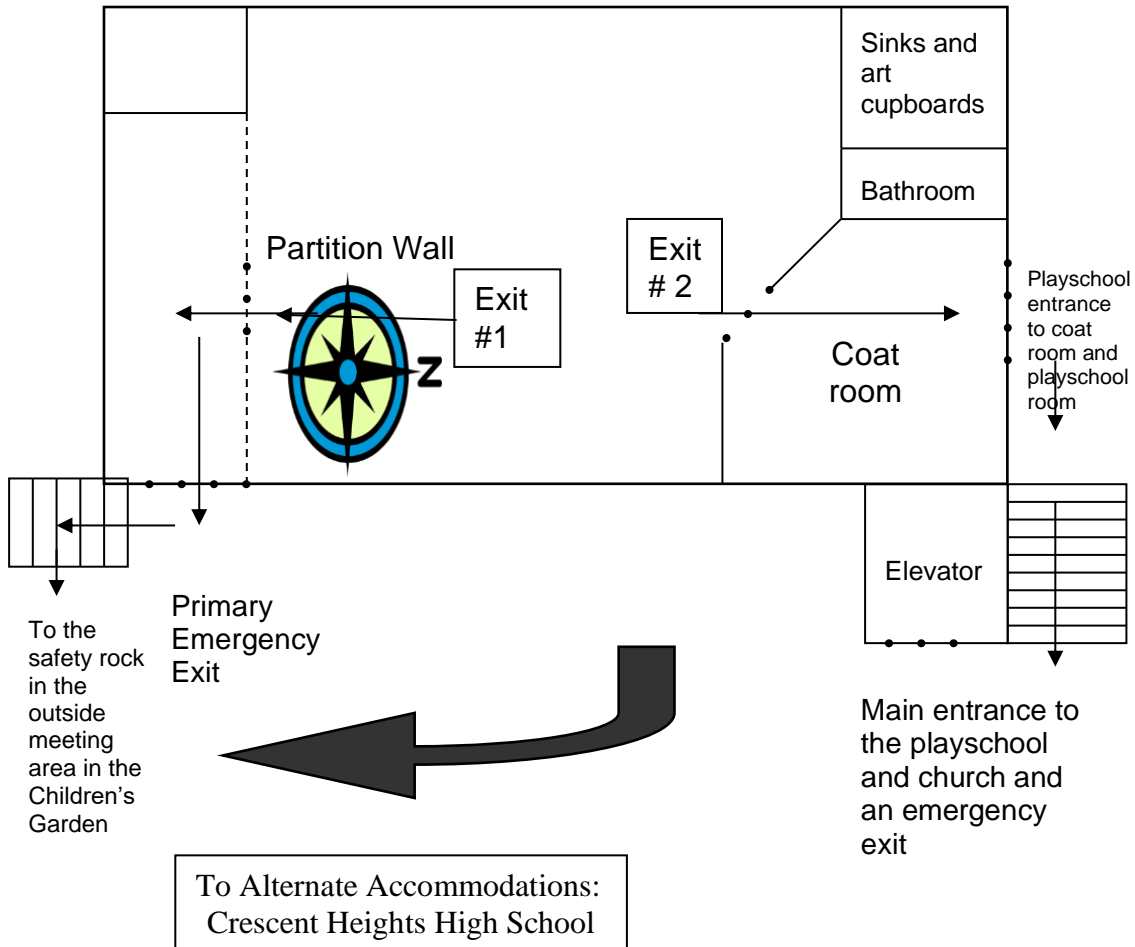 Sinks and
art
cupboards
Bathroom
Partition Wall
Exit
#1
Exit
# 2
N
Coat
room
Playschool
entrance
to coat
room and
playschool
room
Elevator
Primary
Emergency
Exit
To the
safety rock
in the
outside
meeting
area in the
Children's
Garden
Main entrance to
the playschool
and church and
an emergency
exit
To Alternate Accommodations:
Crescent Heights High School